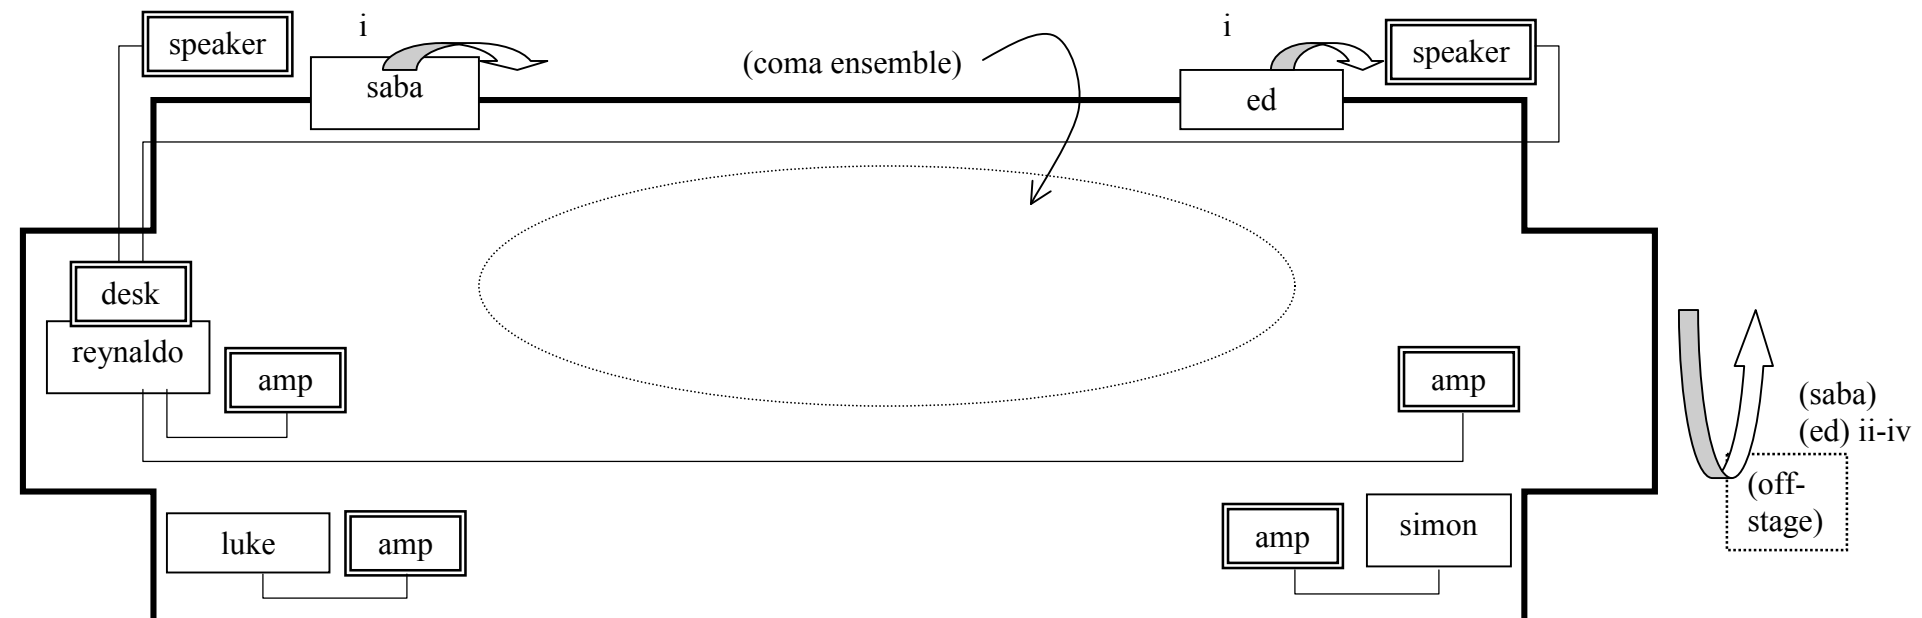 i
i
speaker
saba
(coma ensemble)
ed
speaker
desk
reynaldo
amp
amp
(saba)
(ed) ii-iv
(off-
stage)
luke
amp
amp
simon